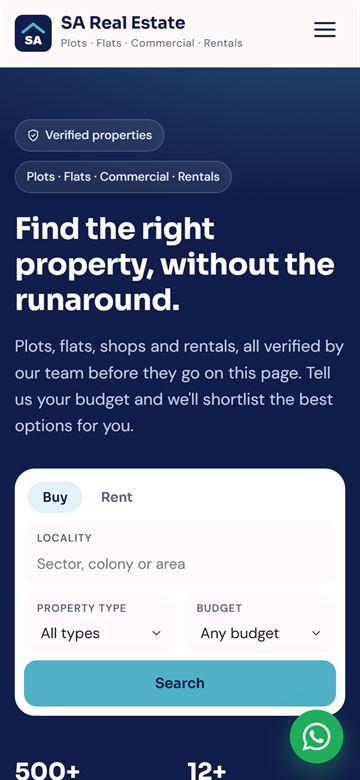 SA
SA Real Estate
Plots · Flats · Commercial · Rentals
Verified properties
Plots · Flats · Commercial · Rentals
Find the right
property, without the
runaround.
Plots, flats, shops and rentals, all verified by
our team before they go on this page. Tell
us your budget and we'll shortlist the best
options for you.
Buy Rent
LOCALITY
Sector, colony or area
PROPERTY TYPE BUDGET
All types Any budget
Search
500+ 12+